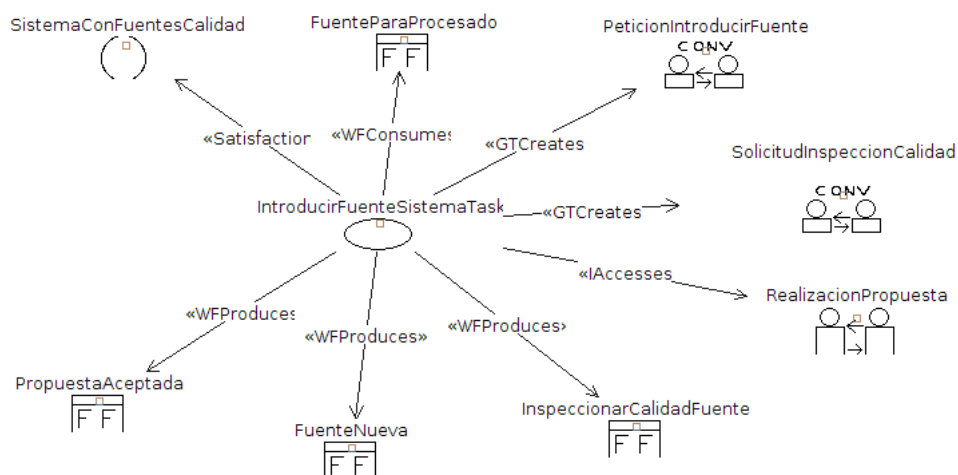 SistemaConFuentesCalidad
FuenteParaProcesado
F F
PeticionIntroducirFuente
CONV
«Satisfaction
«WFConsumes
«GTCreates
SolicitudInspeccionCalidad
CONV
IntroducirFuenteSistemaTask
«GTCreates
«IAccesses
RealizacionPropuesta
«WFProduces
«WFProduces»
«WFProduces»
PropuestaAceptada
F F
FuenteNueva
F F
InspeccionarCalidadFuente
F F